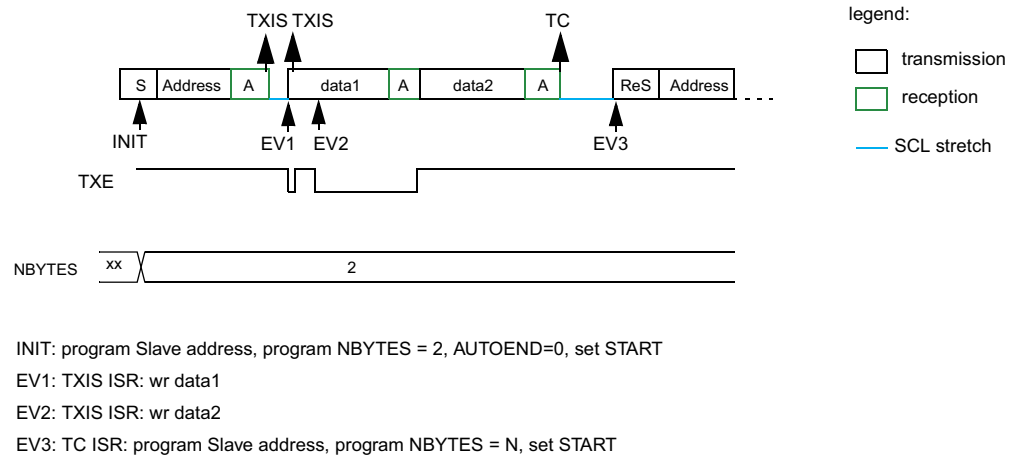 TXIS TXIS TC
legend:
S Address A data1 A data2 A ReS Address
transmission
reception
INIT EV1 EV2 EV3
SCL stretch
TXE
NBYTES xx 2
INIT: program Slave address, program NBYTES = 2, AUTOEND=0, set START
EV1: TXIS ISR: wr data1
EV2: TXIS ISR: wr data2
EV3: TC ISR: program Slave address, program NBYTES = N, set START